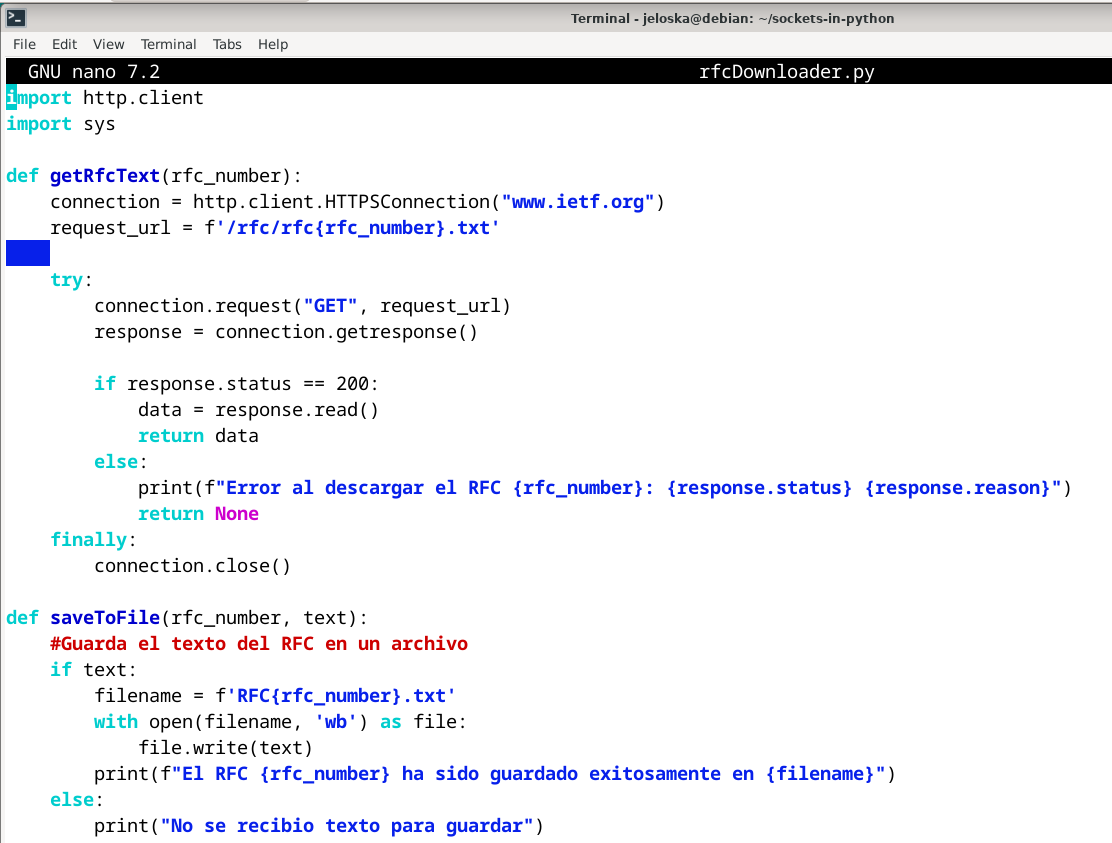 Terminal - jeloska@debian: ~/sockets-in-python
File Edit View Terminal Tabs Help
GNU nano 7.2 rfcDownloader.py
import http.client
import sys

def getRfcText(rfc_number):
    connection = http.client.HTTPSConnection("www.ietf.org")
    request_url = f'/rfc/rfc{rfc_number}.txt'

    try:
        connection.request("GET", request_url)
        response = connection.getresponse()

        if response.status == 200:
            data = response.read()
            return data
        else:
            print(f"Error al descargar el RFC {rfc_number}: {response.status} {response.reason}")
            return None
    finally:
        connection.close()

def saveToFile(rfc_number, text):
    #Guarda el texto del RFC en un archivo
    if text:
        filename = f'RFC{rfc_number}.txt'
        with open(filename, 'wb') as file:
            file.write(text)
        print(f"El RFC {rfc_number} ha sido guardado exitosamente en {filename}")
    else:
        print("No se recibio texto para guardar")